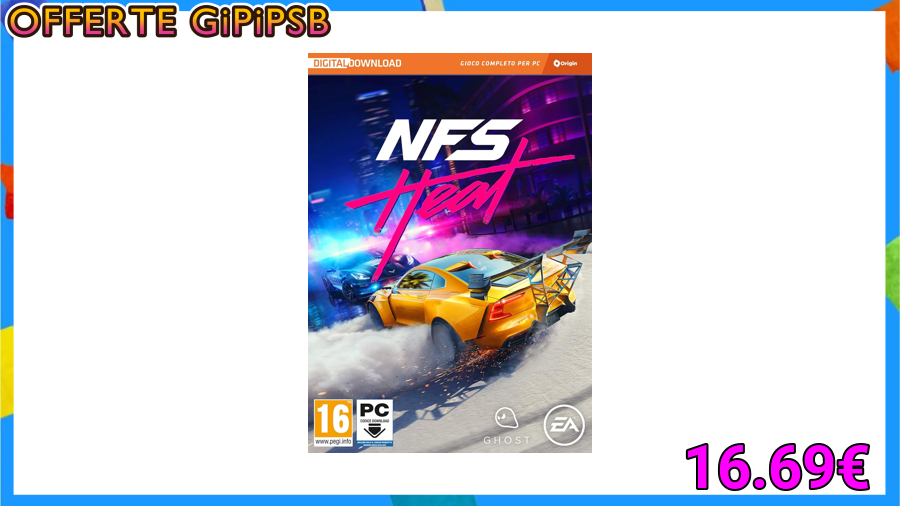 OFFERTE GiPiPSB
DIGITAL DOWNLOAD
GIOCO COMPLETO PER PC
Origin
NFS
Heat
16
www.pegi.info
PC
CODICE DOWNLOAD
GHOST
EA
16.69€